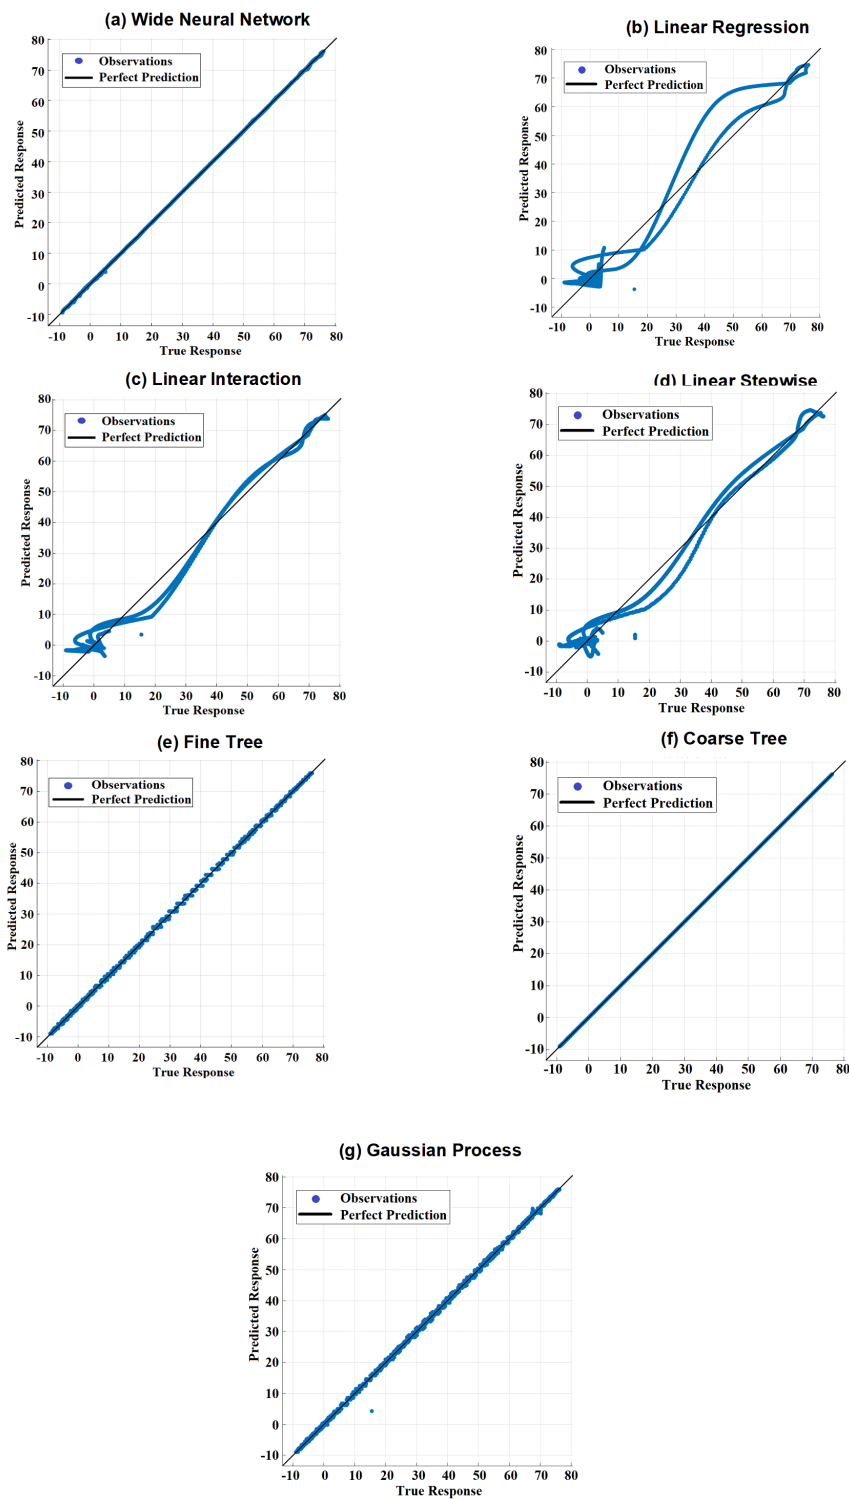 (a) Wide Neural Network
80
70
60
50
40
30
20
10
0
-10
Observations
Perfect Prediction
Predicted Response
-10 0 10 20 30 40 50 60 70 80
True Response
(b) Linear Regression
80
70
60
50
40
30
20
10
0
-10
Observations
Perfect Prediction
Predicted Response
-10 0 10 20 30 40 50 60 70 80
True Response
(c) Linear Interaction
80
70
60
50
40
30
20
10
0
-10
Observations
Perfect Prediction
Predicted Response
-10 0 10 20 30 40 50 60 70 80
True Response
(d) Linear Stepwise
80
70
60
50
40
30
20
10
0
-10
Observations
Perfect Prediction
Predicted Response
-10 0 10 20 30 40 50 60 70 80
True Response
(e) Fine Tree
80
70
60
50
40
30
20
10
0
-10
Observations
Perfect Prediction
Predicted Response
-10 0 10 20 30 40 50 60 70 80
True Response
(f) Coarse Tree
80
70
60
50
40
30
20
10
0
-10
Observations
Perfect Prediction
Predicted Response
-10 0 10 20 30 40 50 60 70 80
True Response
(g) Gaussian Process
80
70
60
50
40
30
20
10
0
-10
Observations
Perfect Prediction
Predicted Response
-10 0 10 20 30 40 50 60 70 80
True Response